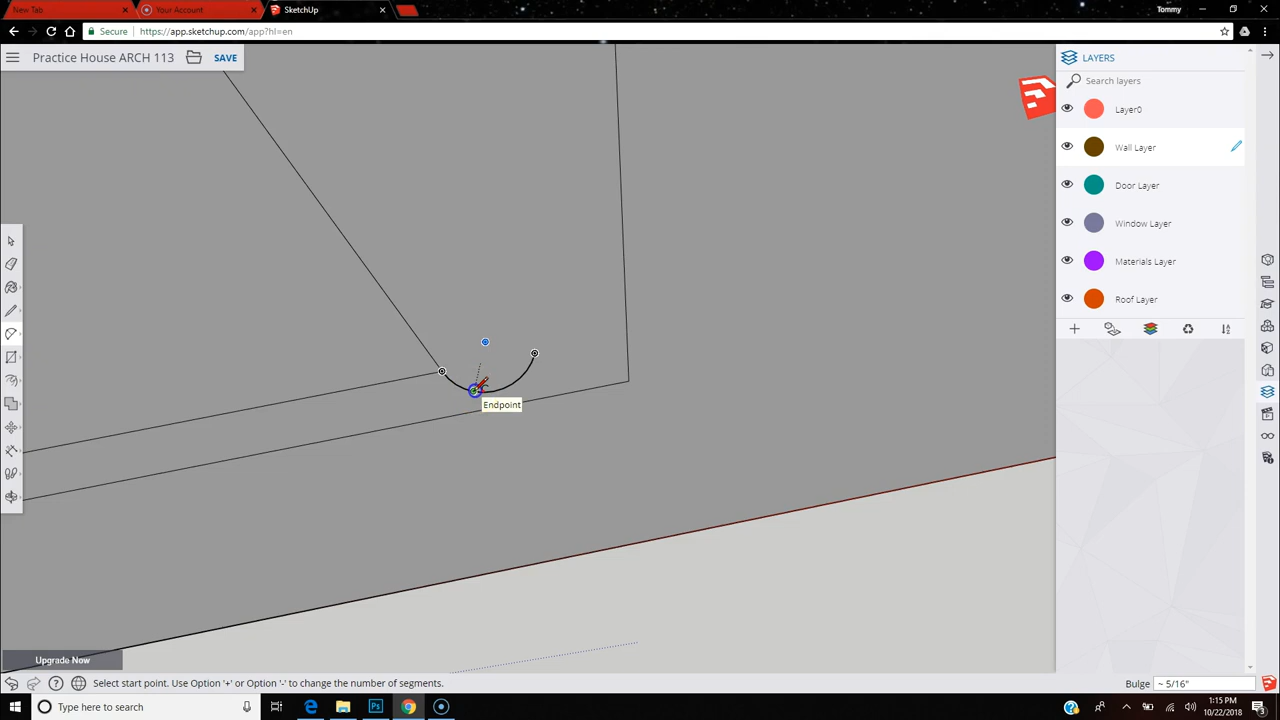 New Tab
Your Account
SketchUp
Tommy
Secure
https://app.sketchup.com/app?hl=en
Practice House ARCH 113
SAVE
LAYERS
Search layers
Layer0
Wall Layer
Door Layer
Window Layer
Materials Layer
Roof Layer
Endpoint
Upgrade Now
Select start point. Use Option '+' or Option '-' to change the number of segments.
Bulge
~ 5/16"
Type here to search
Ps
1:15 PM
10/22/2018